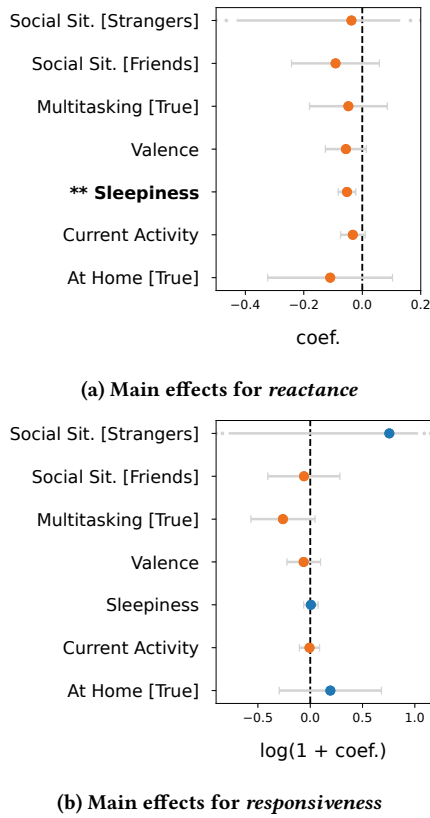 Social Sit. [Strangers]
Social Sit. [Friends]
Multitasking [True]
Valence
** Sleepiness
Current Activity
At Home [True]
−0.4 −0.2 0.0 0.2
coef.
(a) Main effects for reactance
Social Sit. [Strangers]
Social Sit. [Friends]
Multitasking [True]
Valence
Sleepiness
Current Activity
At Home [True]
−0.5 0.0 0.5 1.0
log(1 + coef.)
(b) Main effects for responsiveness